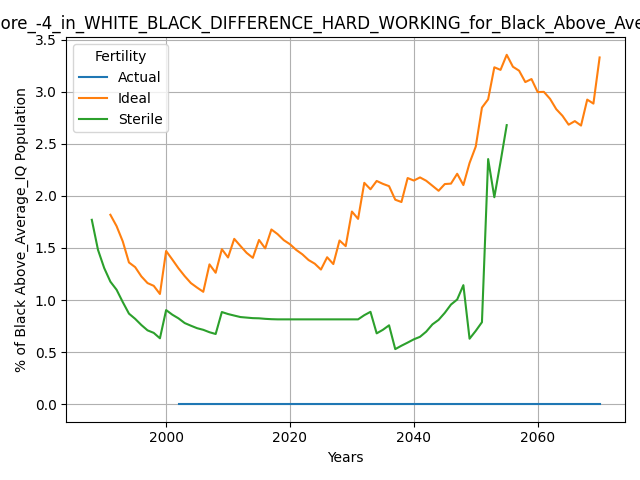 ore_-4_in_WHITE_BLACK_DIFFERENCE_HARD_WORKING_for_Black_Above_Ave
3.5
3.0
2.5
2.0
1.5
1.0
0.5
0.0
% of Black Above_Average_IQ Population
Fertility
Actual
Ideal
Sterile
2000
2020
2040
2060
Years